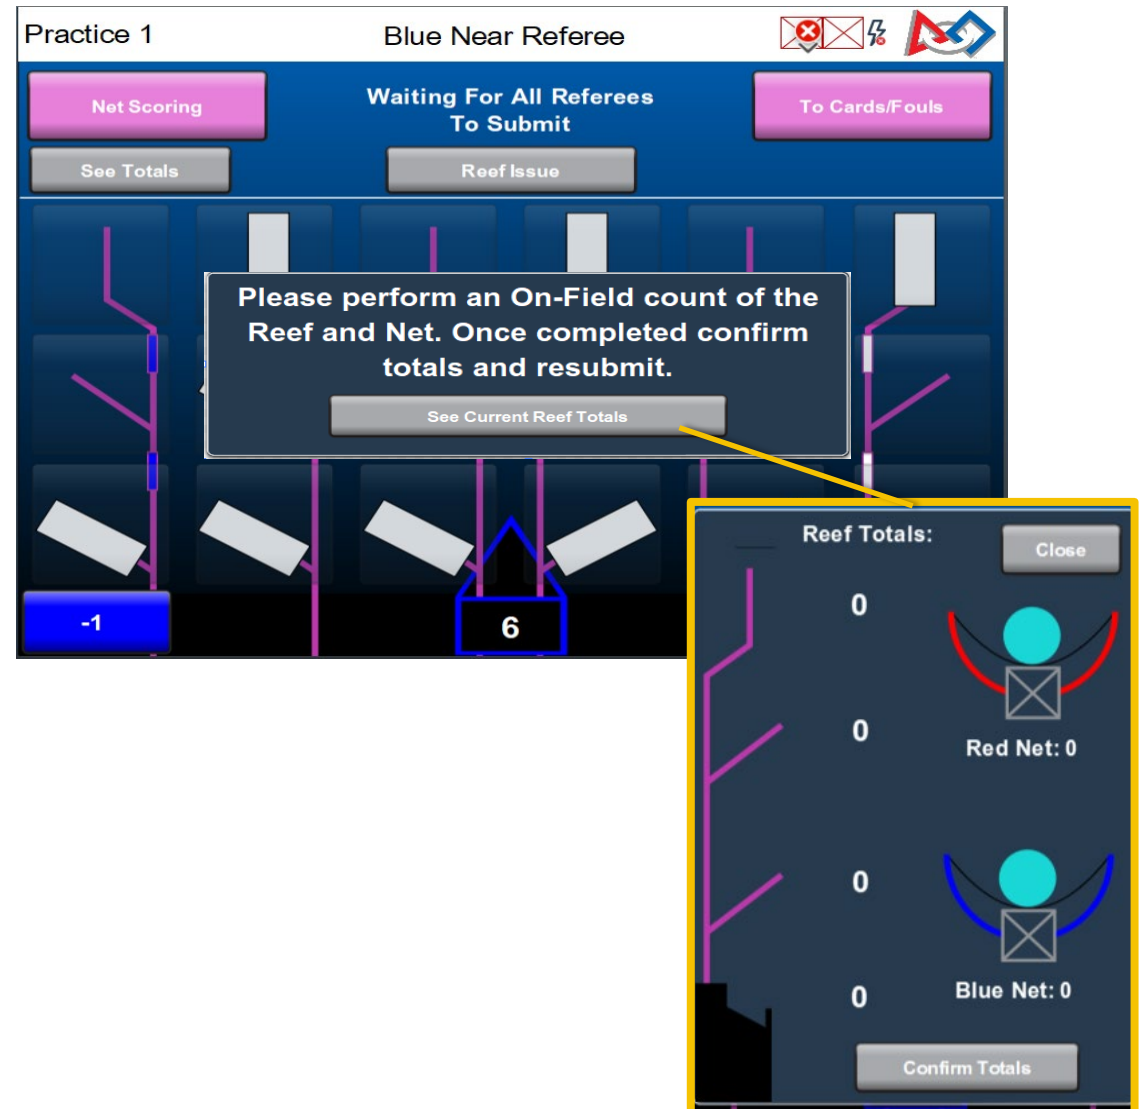 Practice 1
Blue Near Referee
Net Scoring
Waiting For All Referees
To Submit
To Cards/Fouls
See Totals
Reef Issue
Please perform an On-Field count of the
Reef and Net. Once completed confirm
totals and resubmit.
See Current Reef Totals
-1
6
Reef Totals:
Close
0
0
Red Net: 0
0
0
Blue Net: 0
Confirm Totals